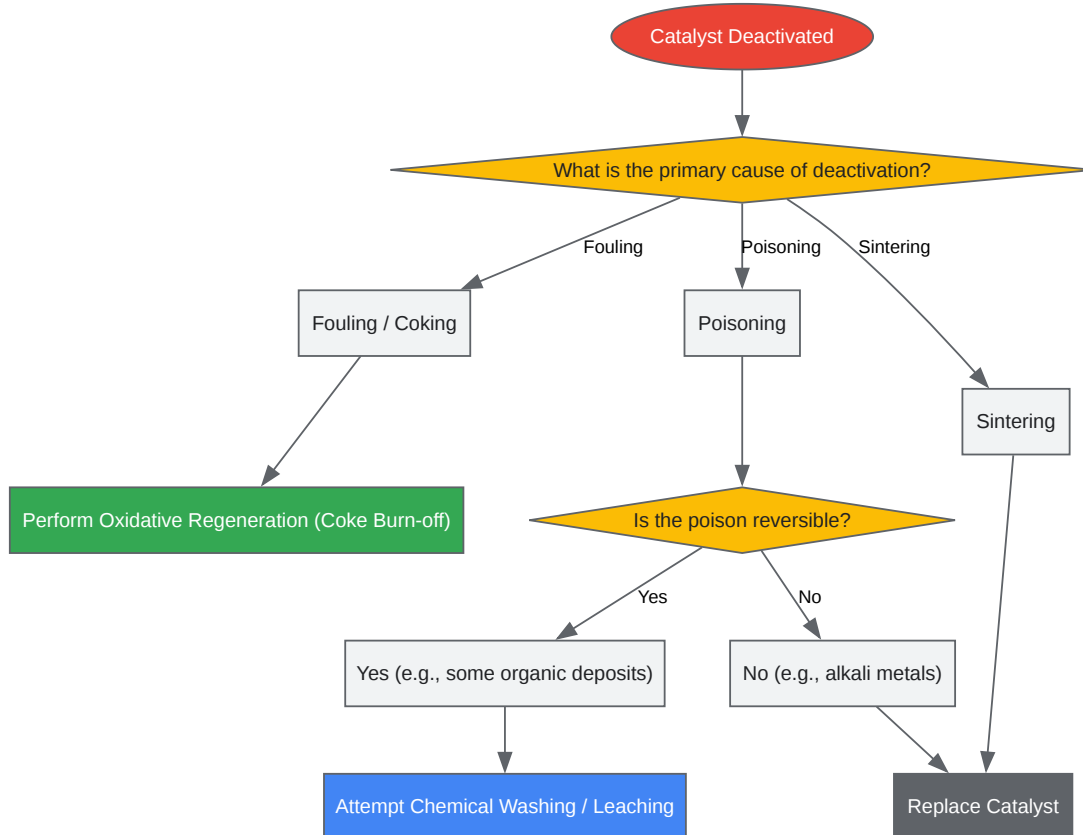 Catalyst Deactivated
What is the primary cause of deactivation?
Fouling
Poisoning
Sintering
Fouling / Coking
Poisoning
Sintering
Perform Oxidative Regeneration (Coke Burn-off)
Is the poison reversible?
Yes
No
Yes (e.g., some organic deposits)
No (e.g., alkali metals)
Attempt Chemical Washing / Leaching
Replace Catalyst